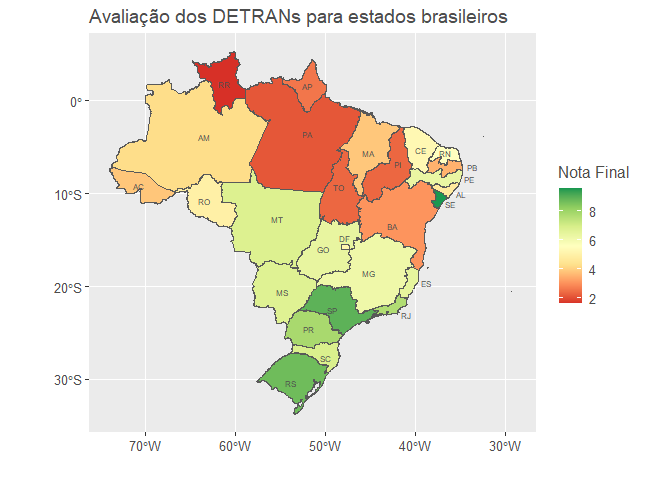 Avaliação dos DETRANs para estados brasileiros
0°
10°S
20°S
30°S
70°W
60°W
50°W
40°W
30°W
RR
AP
AM
PA
MA
CE
RN
PB
PE
AL
SE
PI
AC
RO
TO
BA
MT
DF
GO
MG
ES
MS
SP
RJ
PR
SC
RS
Nota Final
8
6
4
2